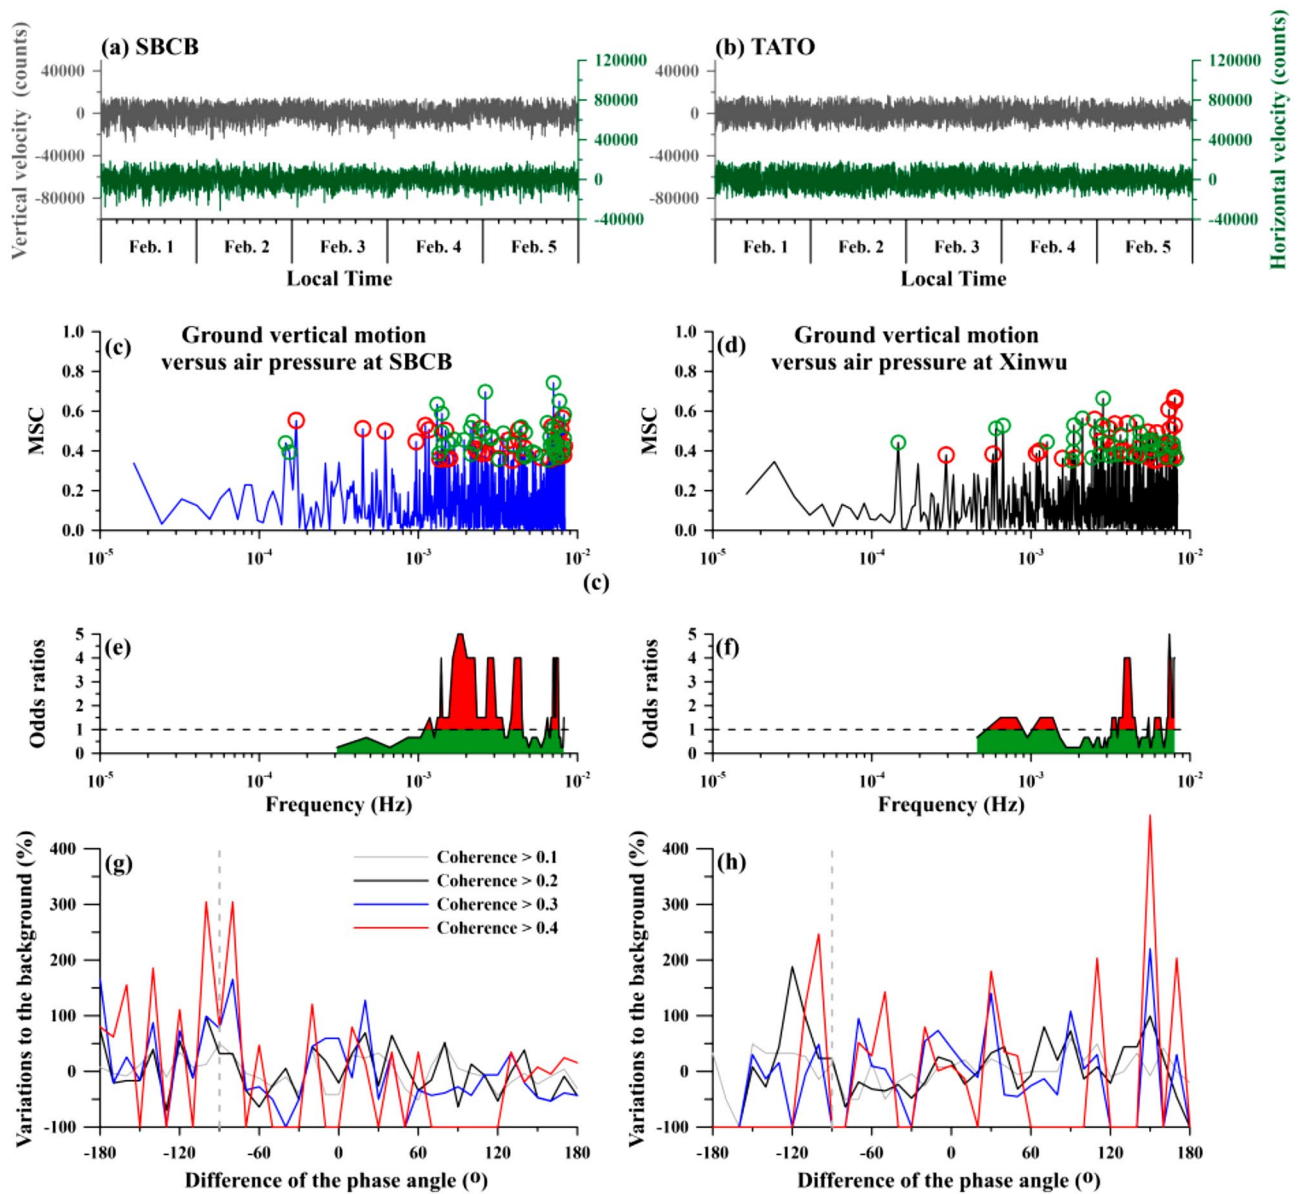 (a) SBCB
(b) TATO
Vertical velocity (counts)
40000
0
-40000
-80000
120000
80000
40000
0
-40000
40000
0
-40000
-80000
120000
80000
40000
0
-40000
Horizontal velocity (counts)
Feb. 1 Feb. 2 Feb. 3 Feb. 4 Feb. 5
Feb. 1 Feb. 2 Feb. 3 Feb. 4 Feb. 5
Local Time
Local Time
(c)
Ground vertical motion
versus air pressure at SBCB
MSC
1.0
0.8
0.6
0.4
0.2
0.0
10-5 10-4 10-3 10-2
(d)
Ground vertical motion
versus air pressure at Xinwu
MSC
1.0
0.8
0.6
0.4
0.2
0.0
10-5 10-4 10-3 10-2
(c)
(e)
Odds ratios
5
4
3
2
1
0
10-5 10-4 10-3 10-2
Frequency (Hz)
(f)
Odds ratios
5
4
3
2
1
0
10-5 10-4 10-3 10-2
Frequency (Hz)
(g)
Variations to the background (%)
400
300
200
100
0
-100
Coherence > 0.1
Coherence > 0.2
Coherence > 0.3
Coherence > 0.4
-180 -120 -60 0 60 120 180
Difference of the phase angle (º)
(h)
Variations to the background (%)
400
300
200
100
0
-100
-180 -120 -60 0 60 120 180
Difference of the phase angle (º)